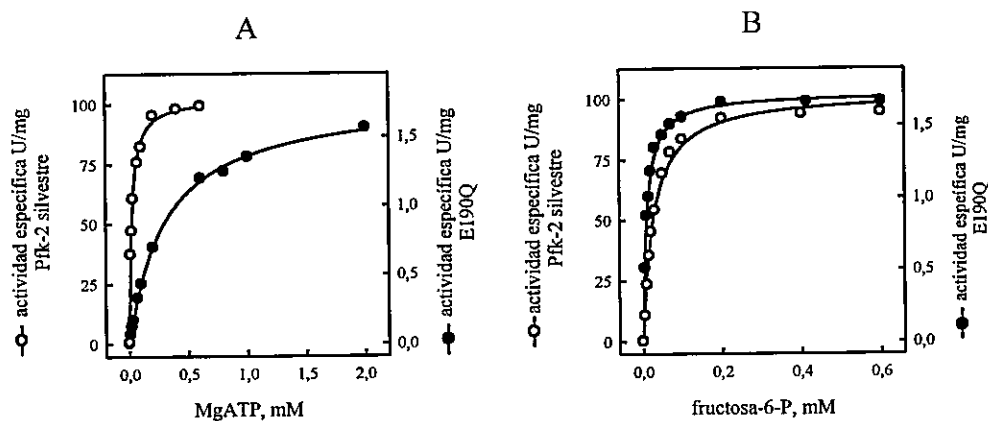 A
B
actividad específica U/mg
Pfk-2 silvestre
100
75
50
25
0
1,5
1,0
0,5
0,0
actividad específica U/mg
E190Q
0,0
0,5
1,0
1,5
2,0
MgATP, mM
actividad específica U/mg
Pfk-2 silvestre
100
75
50
25
0
1,5
1,0
0,5
0,0
actividad específica U/mg
E190Q
0,0
0,2
0,4
0,6
fructosa-6-P, mM